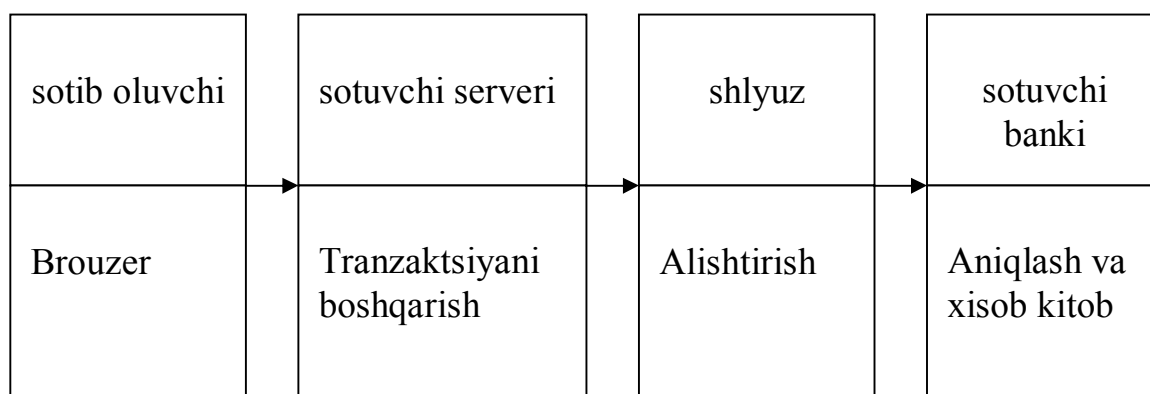 sotib oluvchi
sotuvchi serveri
shlyuz
sotuvchi
banki
Brouzer
Tranzaktsiyani
boshqarish
Alishtirish
Aniqlash va
xisob kitob